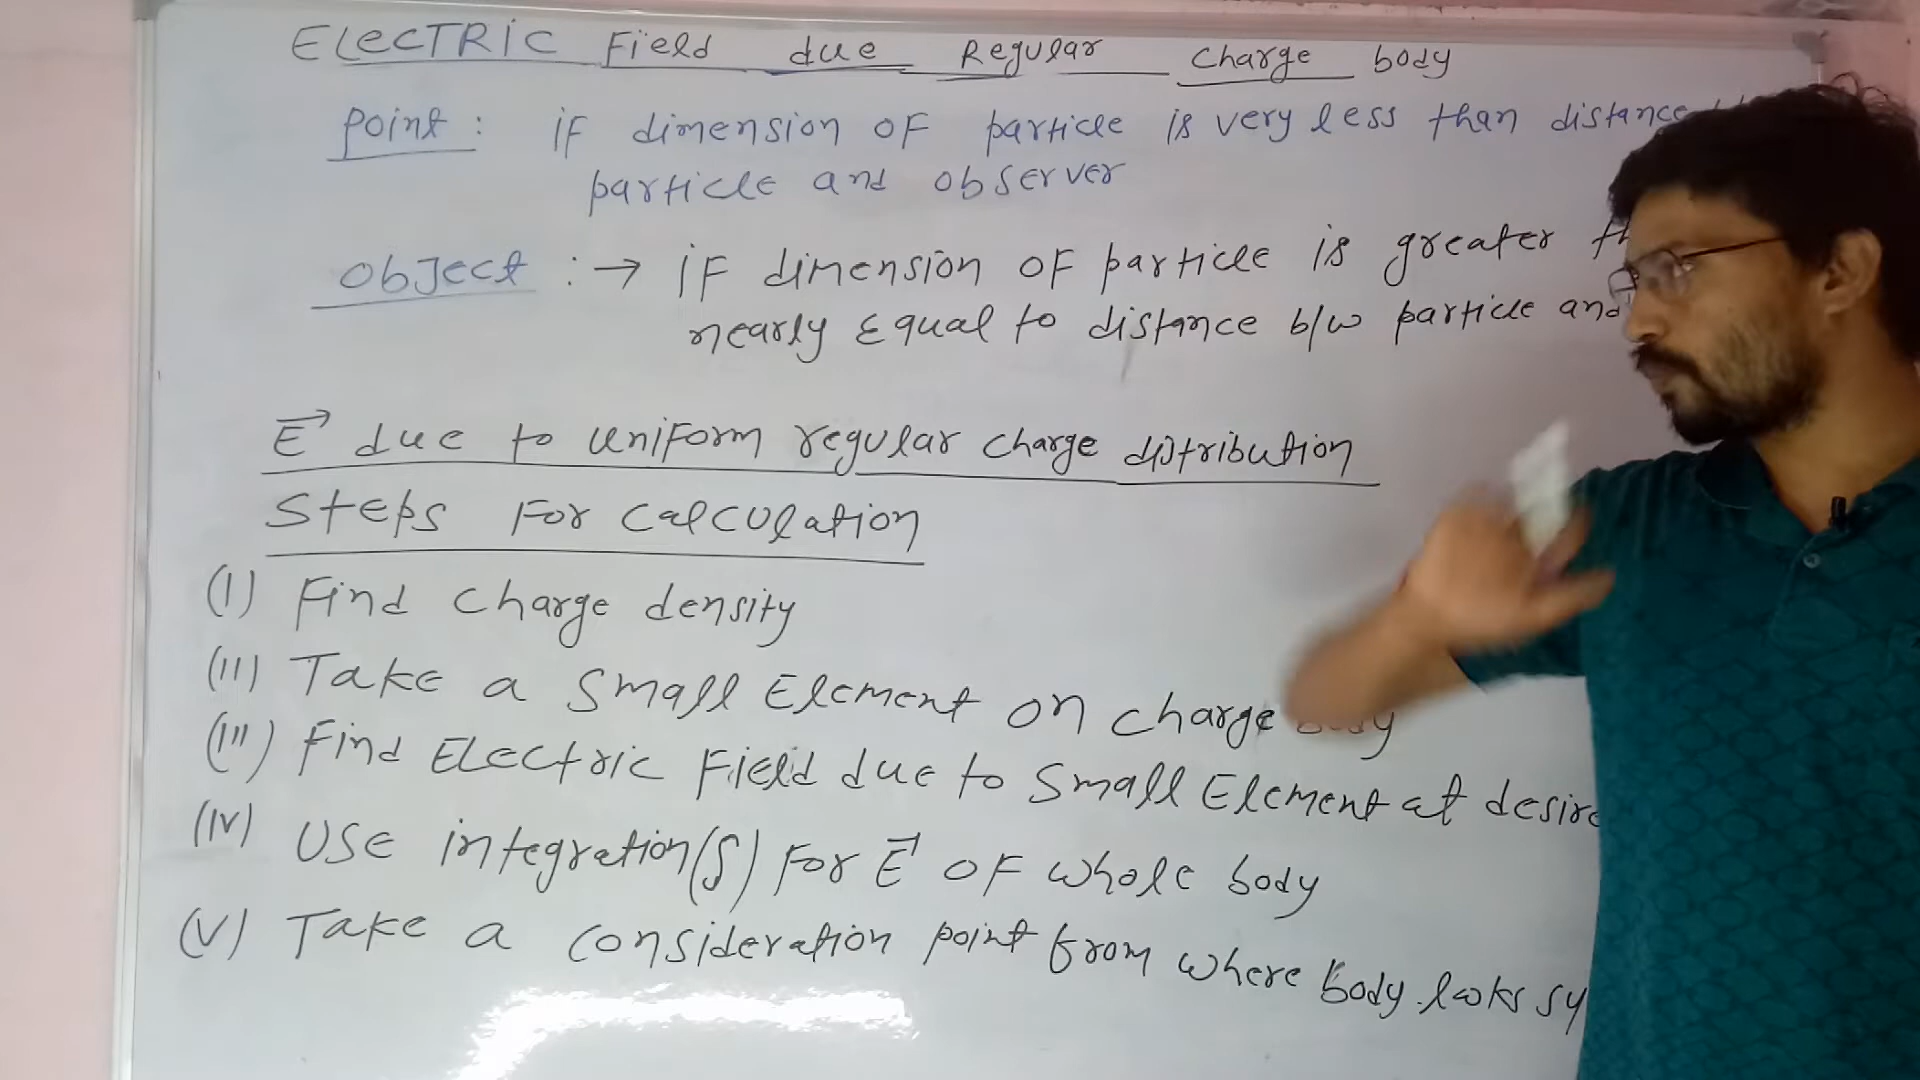 ELECTRIC Field due Regular charge body
point : if dimension OF particle is very less than distance
particle and observer
object : → if dimension OF particle is greater
nearly Equal to distance b/w particle and
E⃗ due to uniform regular charge distribution
Steps For calculation
(I) Find charge density
(II) Take a small Element on charge body
(III) Find Electric Field due to small Element at desire
(IV) USE integration(∫) For E⃗ OF whole body
(V) Take a consideration point from where body looks sy